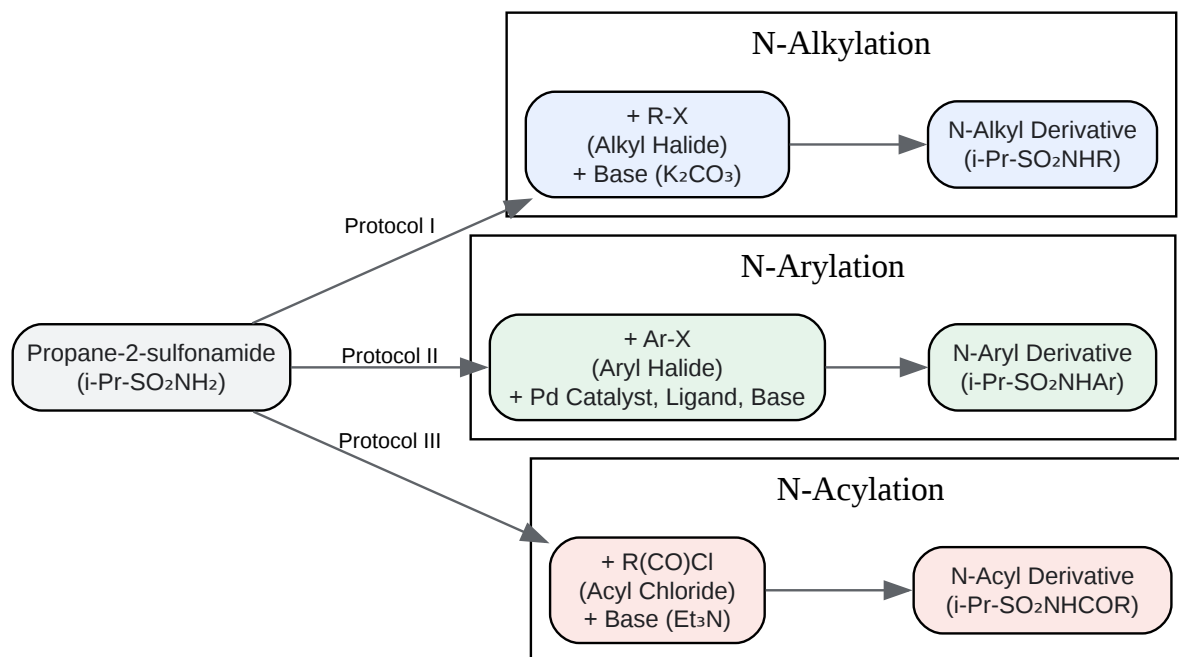 N-Alkylation
+ R-X
(Alkyl Halide)
+ Base (K₂CO₃)
N-Alkyl Derivative
(i-Pr-SO₂NHR)
Protocol I
N-Arylation
Propane-2-sulfonamide
(i-Pr-SO₂NH₂)
Protocol II
+ Ar-X
(Aryl Halide)
+ Pd Catalyst, Ligand, Base
N-Aryl Derivative
(i-Pr-SO₂NHAr)
Protocol III
N-Acylation
+ R(CO)Cl
(Acyl Chloride)
+ Base (Et₃N)
N-Acyl Derivative
(i-Pr-SO₂NHCOR)